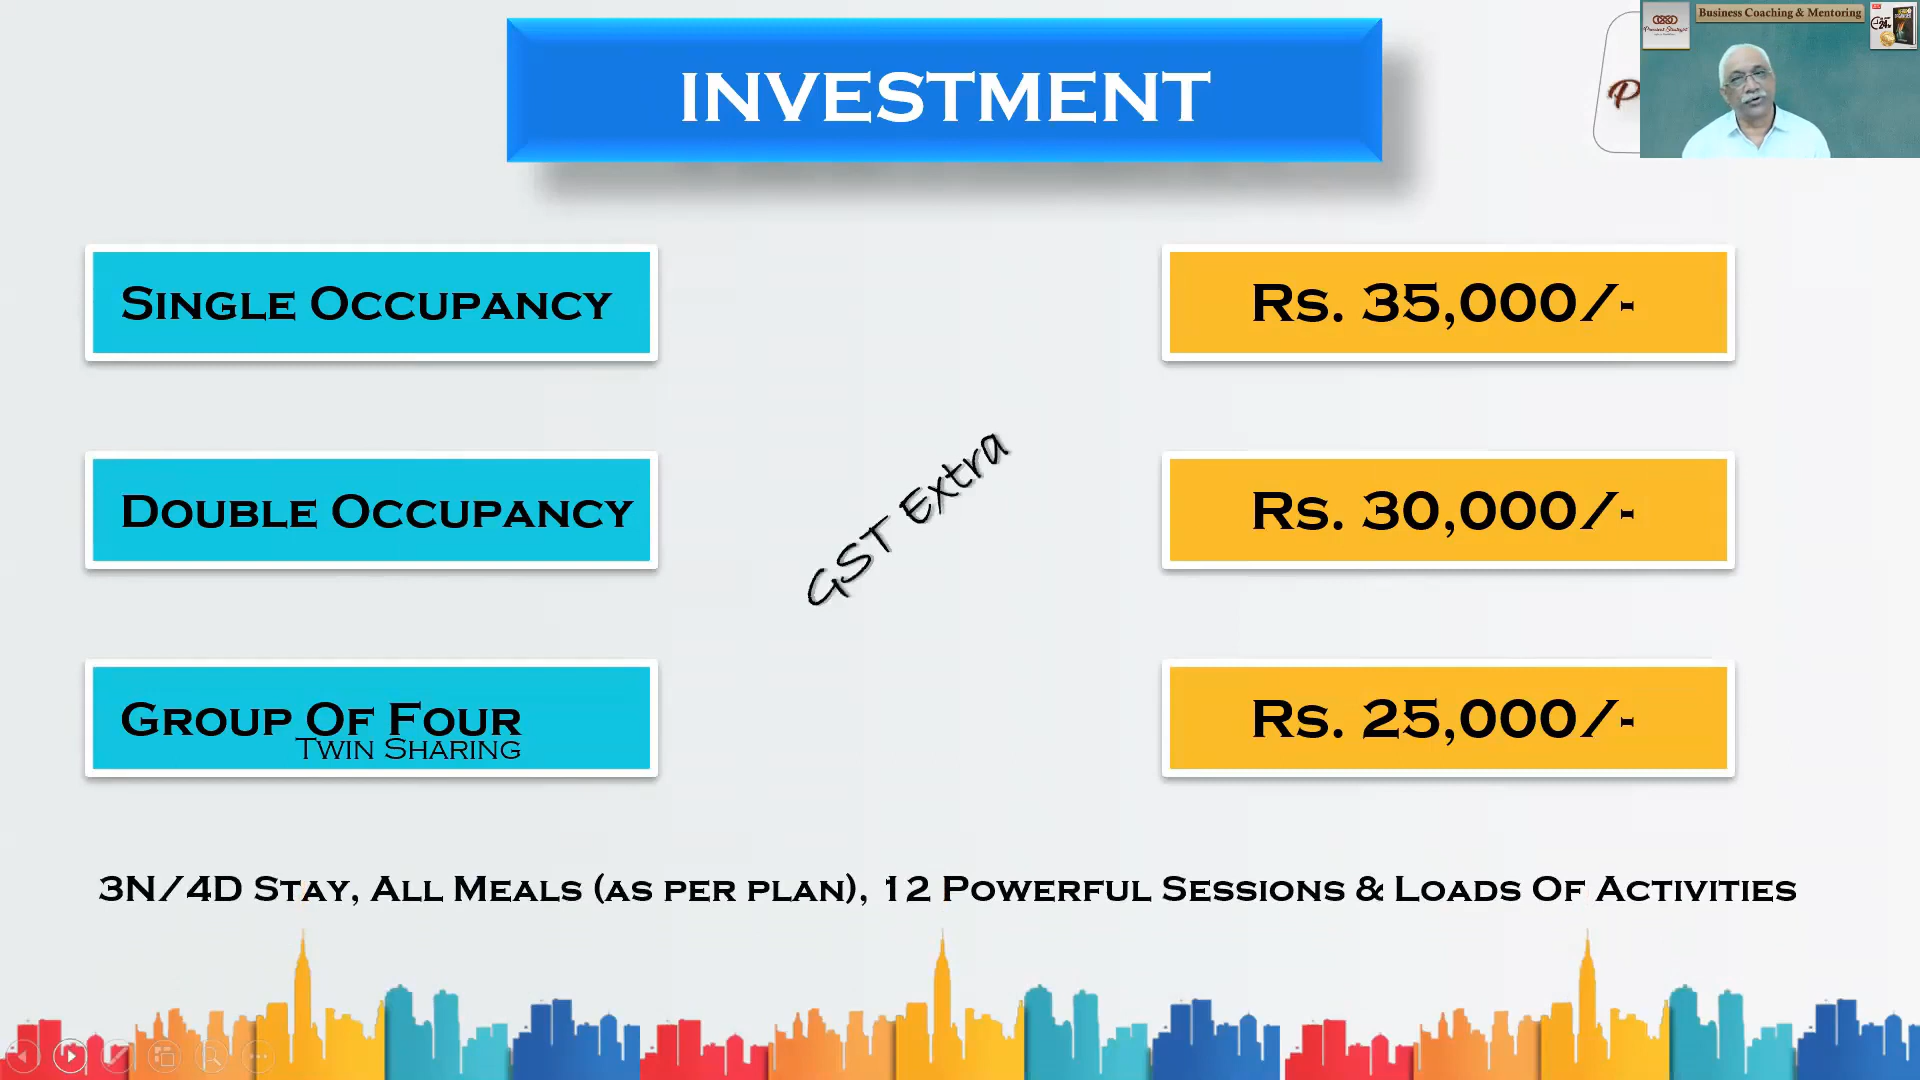 INVESTMENT
Business Coaching & Mentoring
Single Occupancy
Rs. 35,000/-
Double Occupancy
GST Extra
Rs. 30,000/-
Group Of Four
Twin Sharing
Rs. 25,000/-
3N/4D Stay, All Meals (as per plan), 12 Powerful Sessions & Loads Of Activities